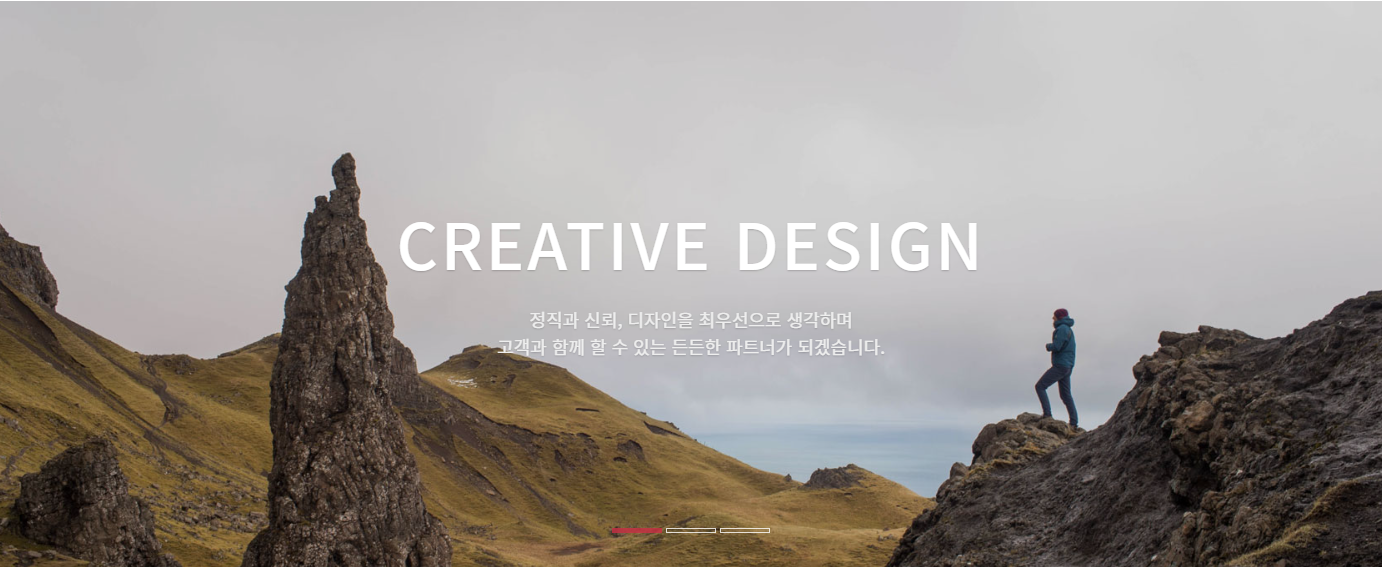 CREATIVE DESIGN
정직과 신뢰, 디자인을 최우선으로 생각하며
고객과 함께 할 수 있는 든든한 파트너가 되겠습니다.